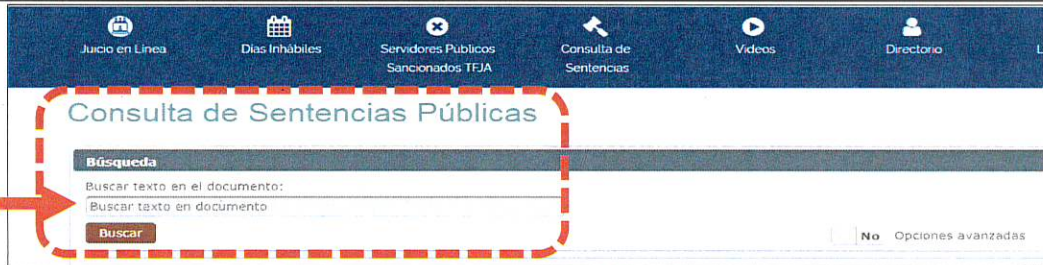 Juicio en Línea
Días Inhábiles
Servidores Públicos
Sancionados TFJA
Consulta de
Sentencias
Videos
Directorio
Consulta de Sentencias Públicas
Búsqueda
Buscar texto en el documento:
Buscar texto en documento
Buscar
No Opciones avanzadas